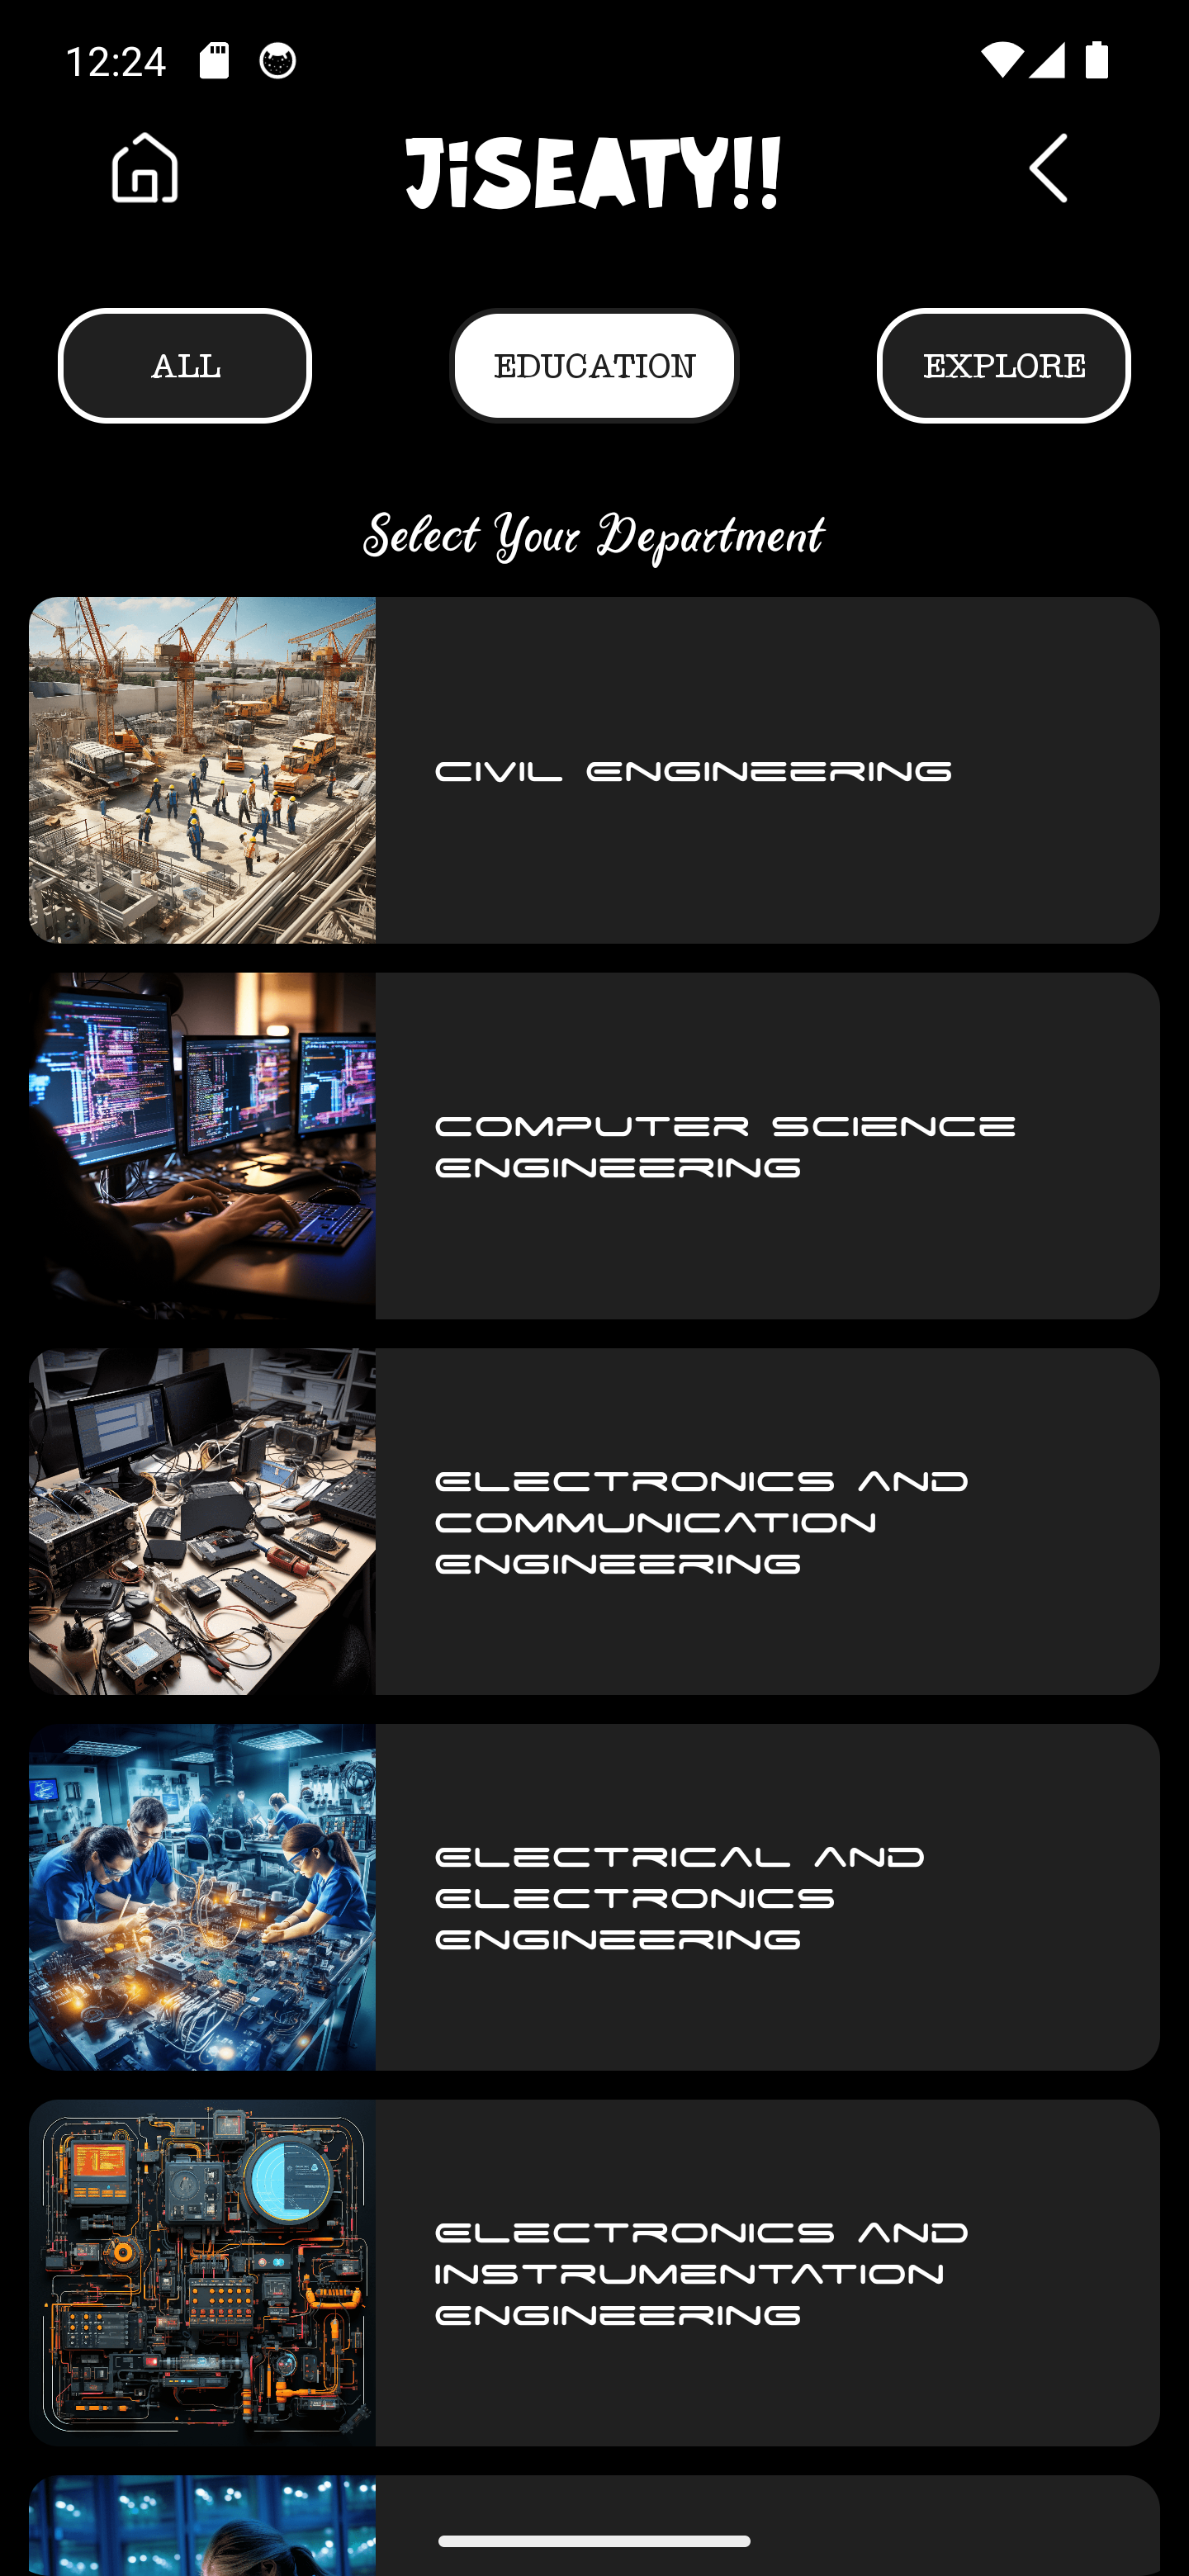 12:24
JiSEATY!!
ALL
EDUCATION
EXPLORE
Select Your Department
CIVIL ENGINEERING
COMPUTER SCIENCE
ENGINEERING
ELECTRONICS AND
COMMUNICATION
ENGINEERING
ELECTRICAL AND
ELECTRONICS
ENGINEERING
ELECTRONICS AND
INSTRUMENTATION
ENGINEERING